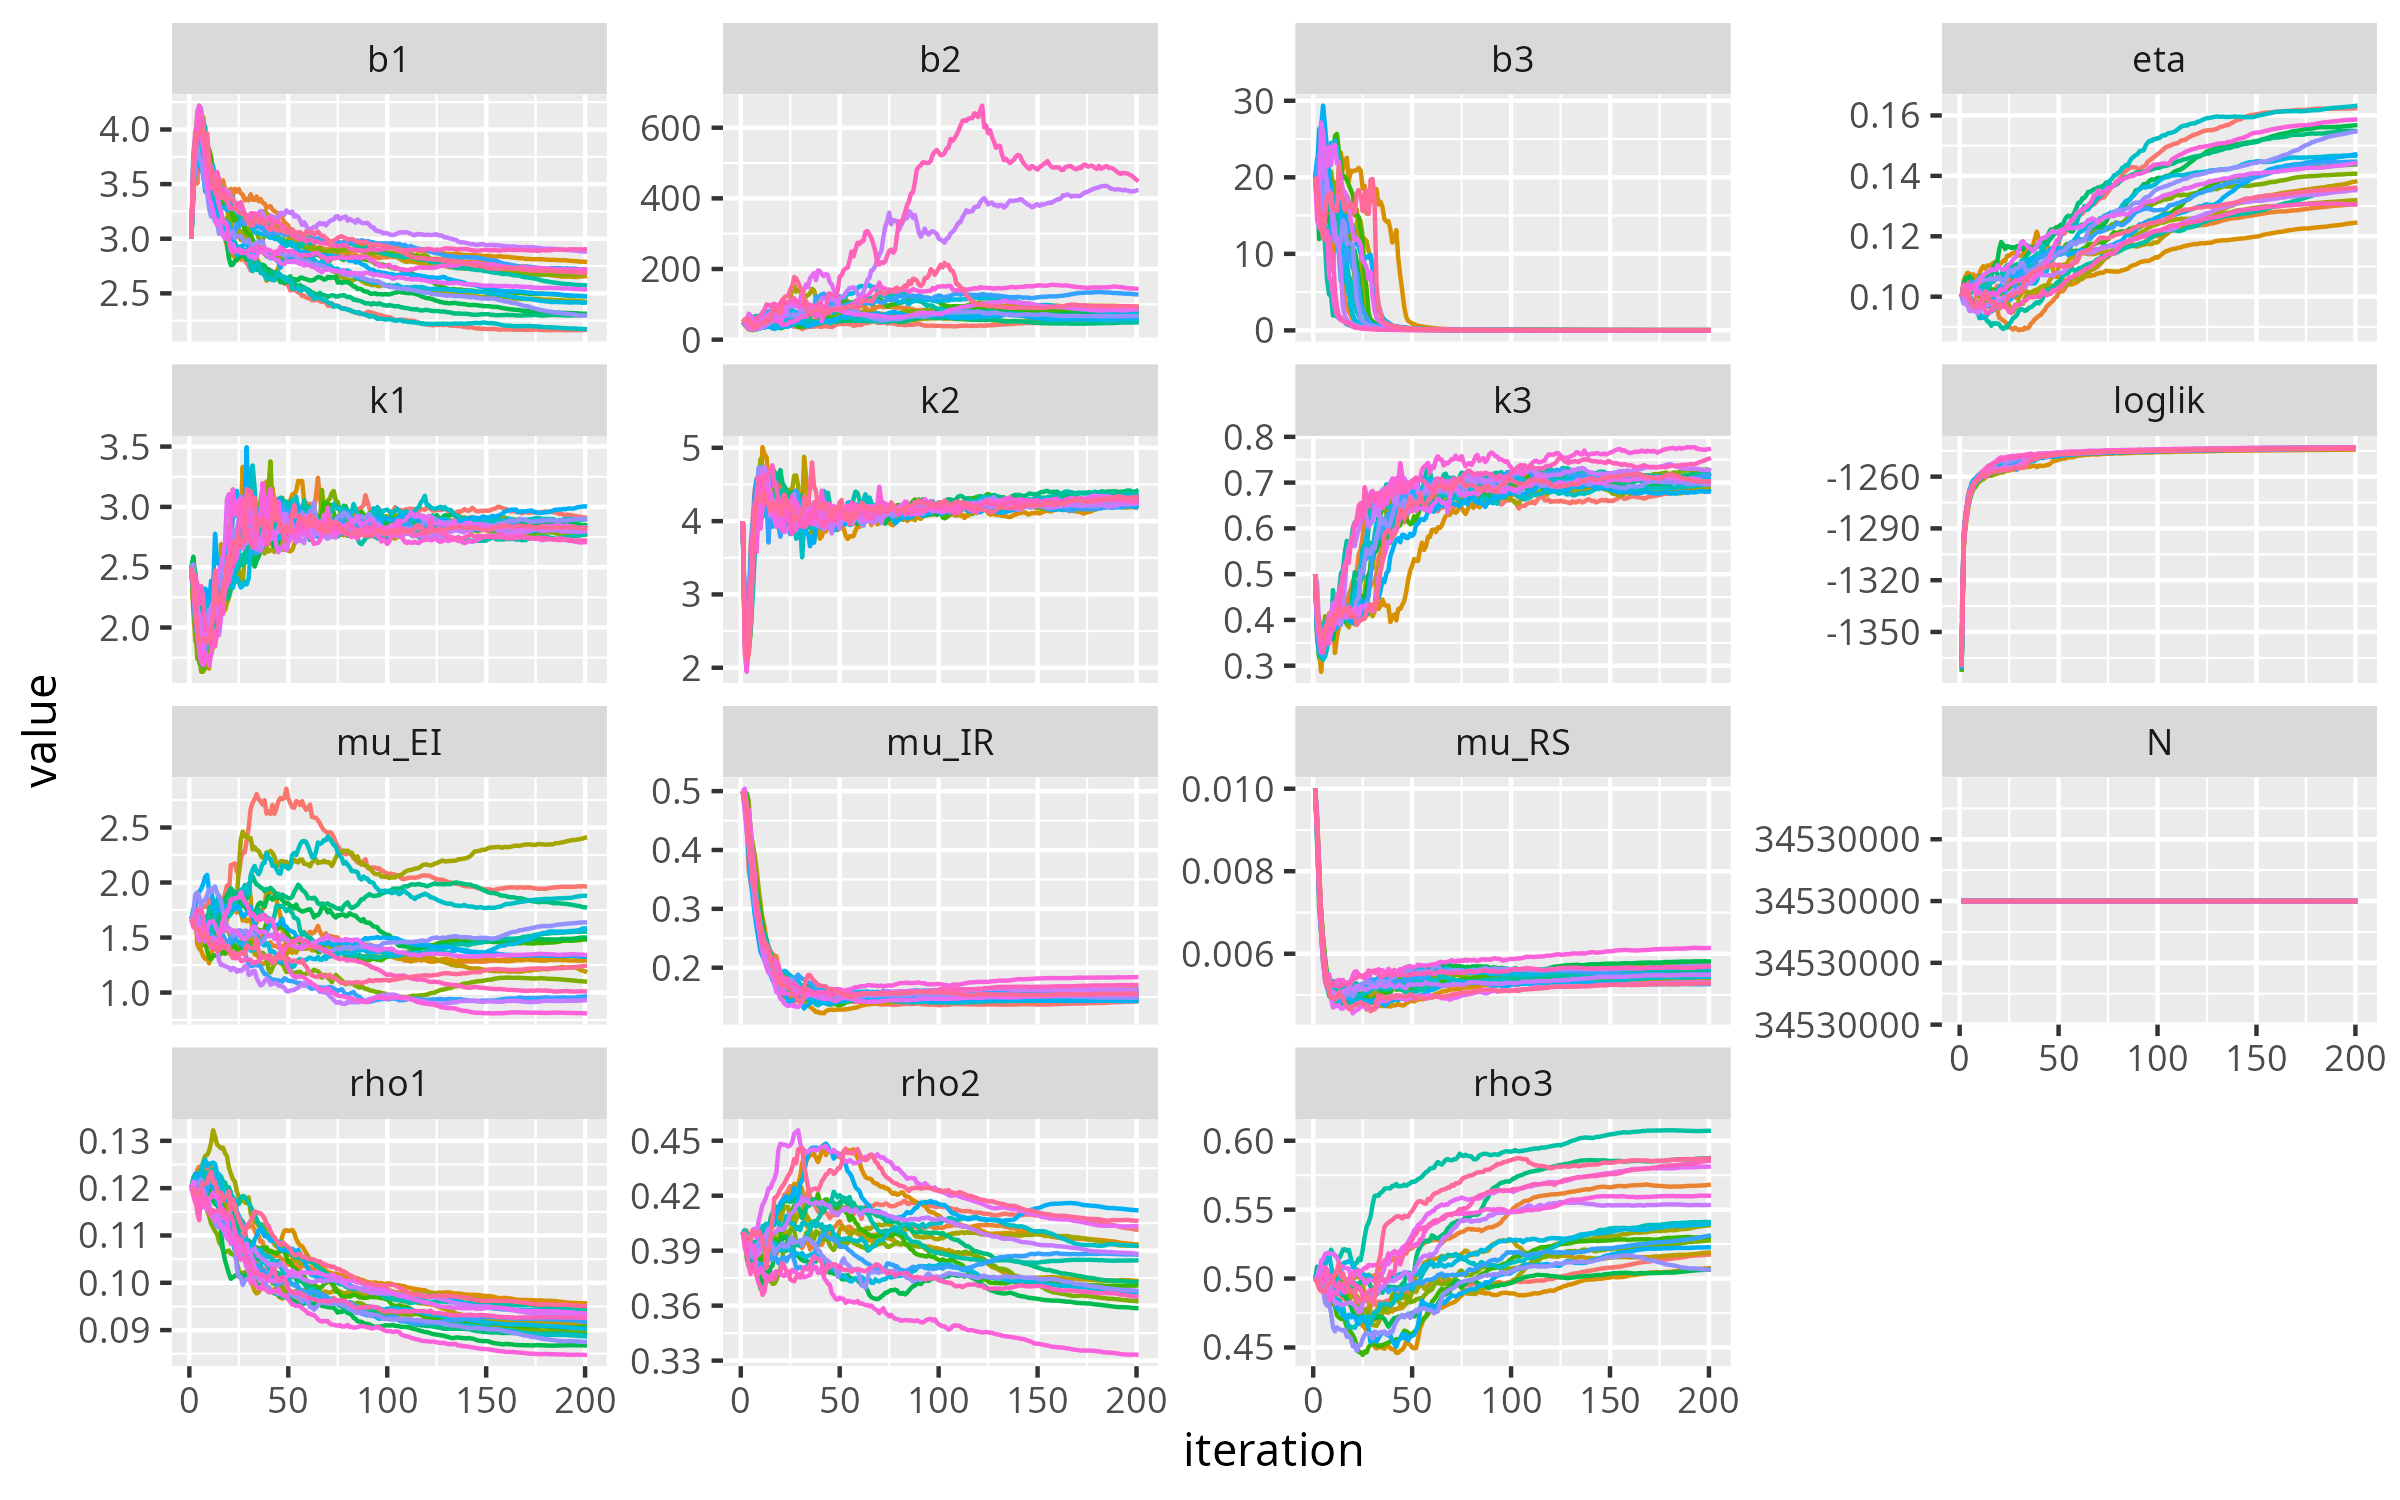 b1 b2 b3 eta
4.0 3.5 3.0 2.5
600 400 200 0
30 20 10 0
0.16 0.14 0.12 0.10
k1 k2 k3 loglik
3.5 3.0 2.5 2.0
5 4 3 2
0.8 0.7 0.6 0.5 0.4 0.3
-1260 -1290 -1320 -1350
value
mu_EI mu_IR mu_RS N
2.5 2.0 1.5 1.0
0.5 0.4 0.3 0.2
0.010 0.008 0.006
34530000 34530000 34530000 34530000
0 50 100 150 200
rho1 rho2 rho3
0.13 0.12 0.11 0.10 0.09
0.45 0.42 0.39 0.36 0.33
0.60 0.55 0.50 0.45
0 50 100 150 200 0 50 100 150 200 0 50 100 150 200
iteration